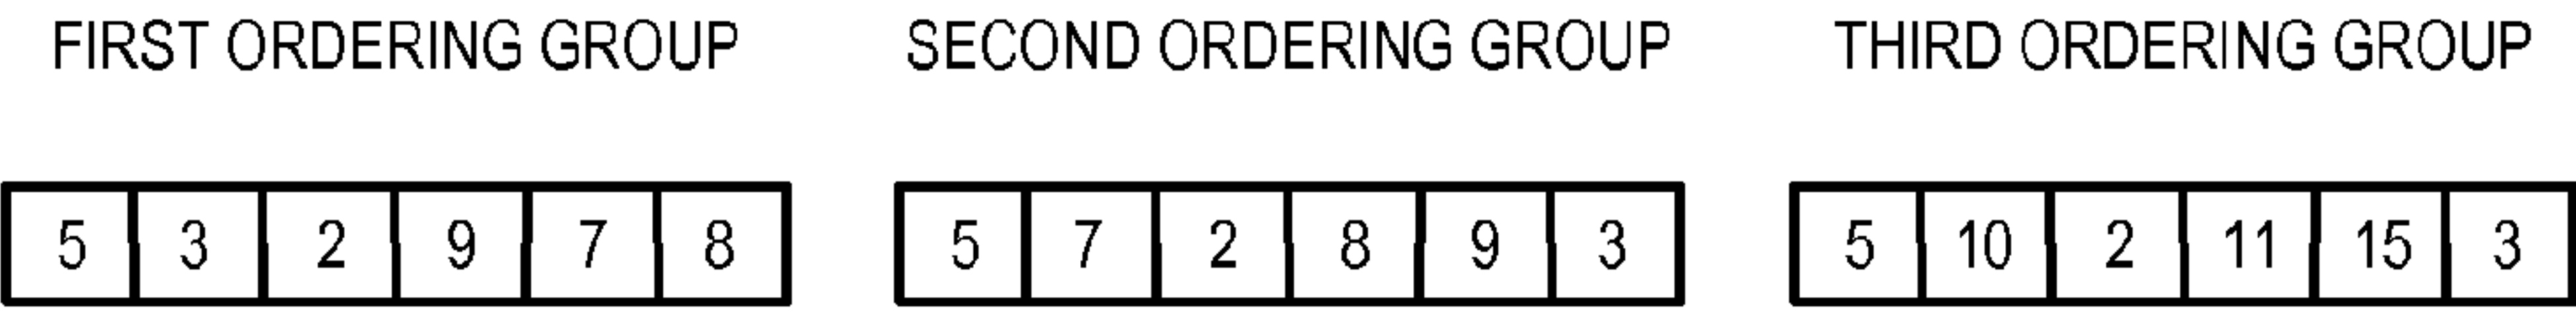 FIRST ORDERING GROUP
5 3 2 9 7 8
SECOND ORDERING GROUP
5 7 2 8 9 3
THIRD ORDERING GROUP
5 10 2 11 15 3